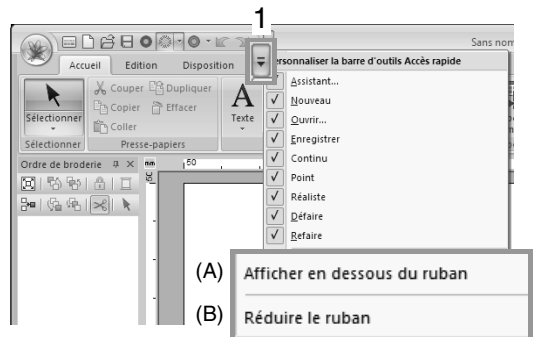 1
Sans nom
Personnaliser la barre d'outils Accès rapide
Accueil Edition Disposition
Assistant...
Nouveau
Ouvrir...
Enregistrer
Continu
Point
Réaliste
Défaire
Refaire
Sélectionner
Couper Dupliquer
Copier Effacer
Coller
Texte
Sélectionner Presse-papiers
Ordre de broderie
mm 50
50
(A) Afficher en dessous du ruban
(B) Réduire le ruban